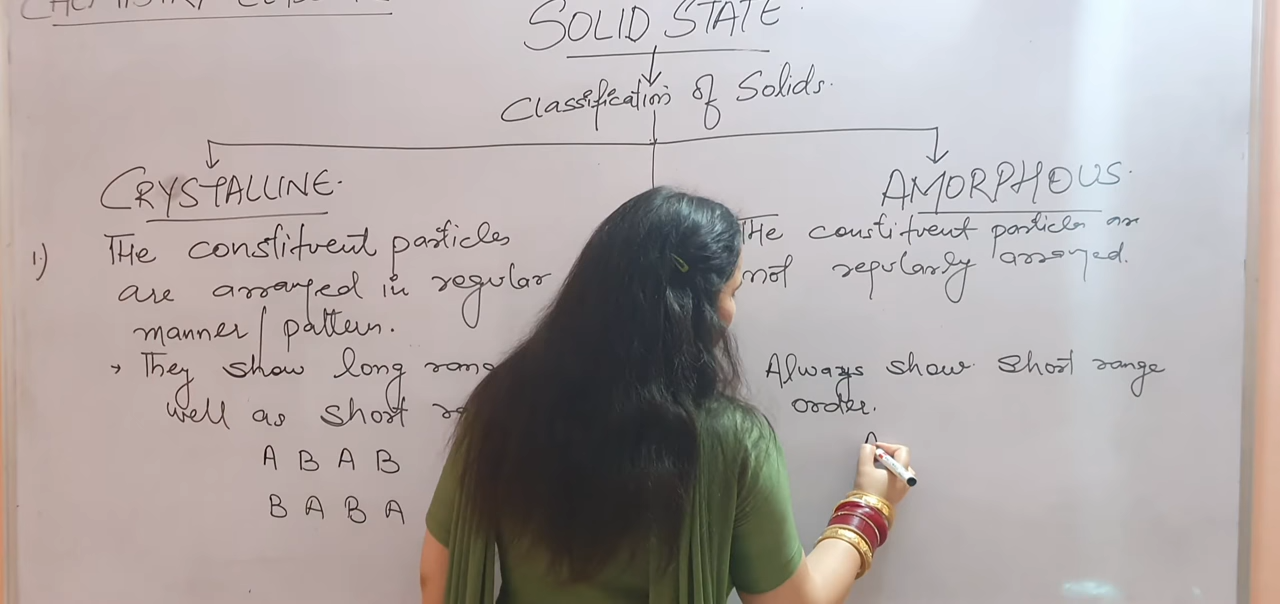 CHEMISTRY
SOLID STATE.
Classification of Solids.
CRYSTALLINE.
AMORPHOUS.
1.) THe constituent particles
are arranged in regular
manner/pattern.
→ They show long
well as short
A B A B
B A B A
THe constituent particles are
not regularly arranged.
Always show short range
order.
A